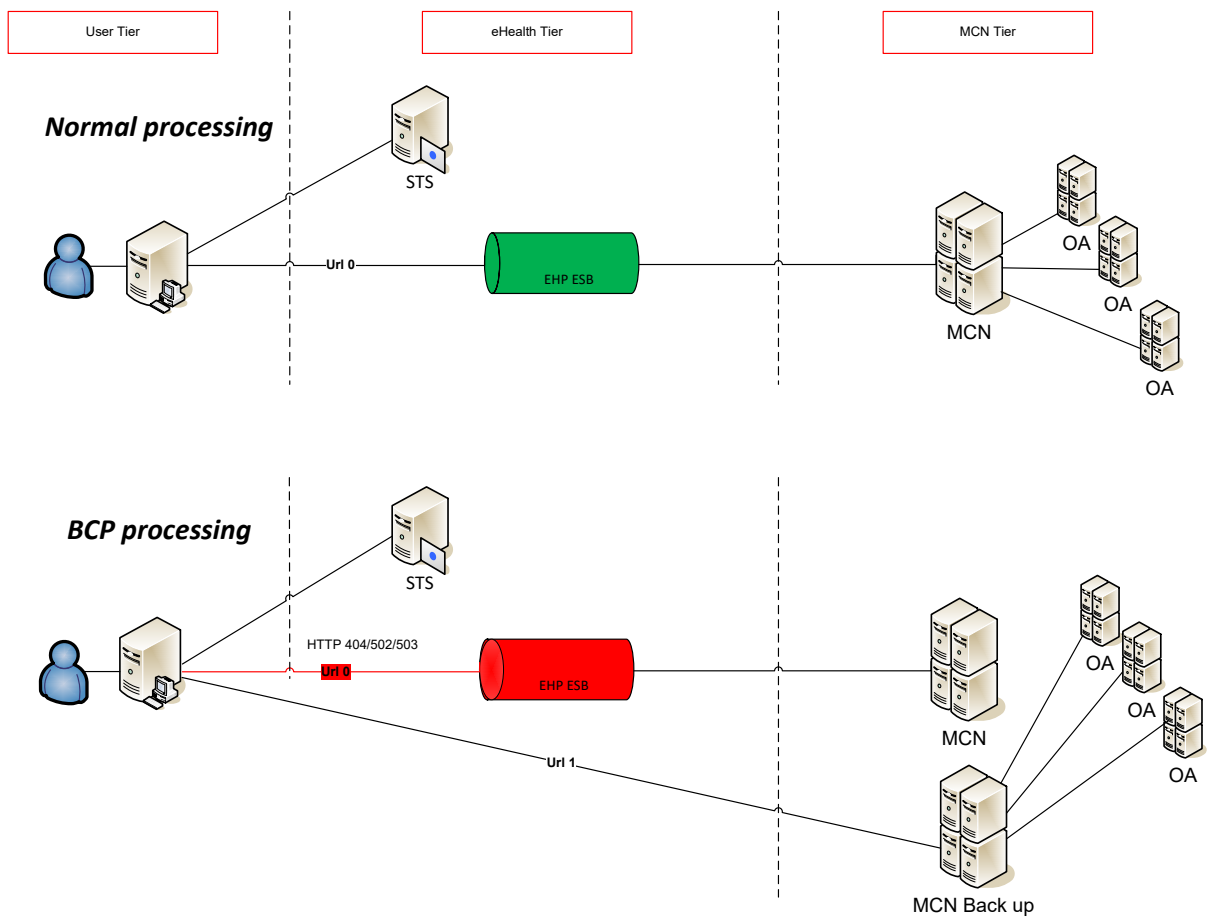 User Tier
eHealth Tier
MCN Tier
Normal processing
STS
Url 0
EHP ESB
MCN
OA
OA
OA
BCP processing
STS
HTTP 404/502/503
Url 0
EHP ESB
MCN
OA
OA
OA
Url 1
MCN Back up